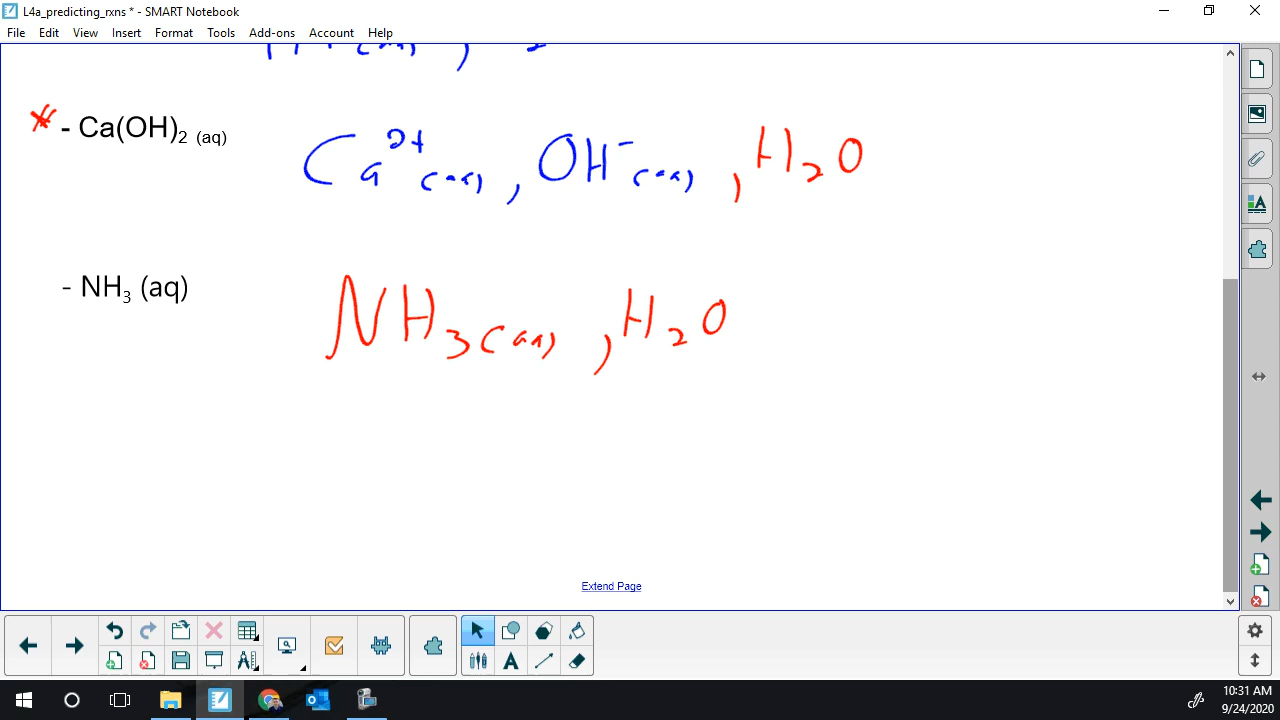 L4a_predicting_rxns * - SMART Notebook
File Edit View Insert Format Tools Add-ons Account Help
* - Ca(OH)2 (aq) Ca2+(aq), OH-(aq), H2O
- NH3 (aq) NH3(aq), H2O
Extend Page
10:31 AM
9/24/2020